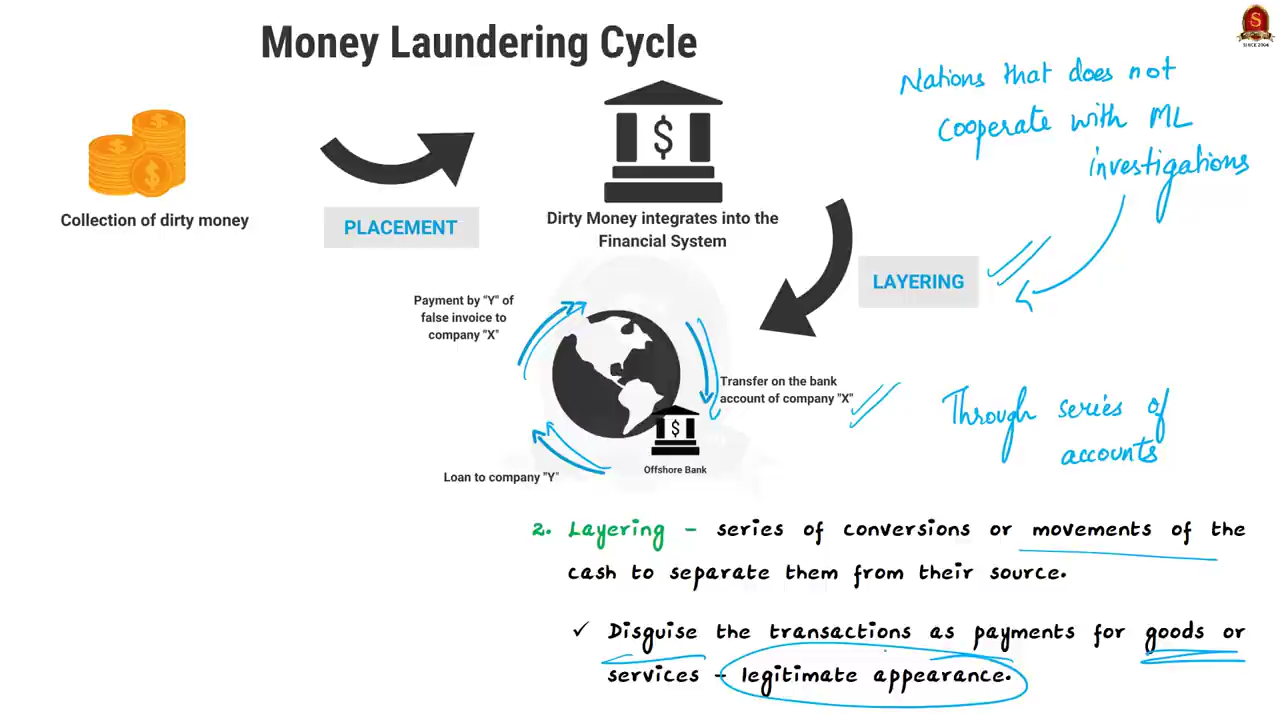 Money Laundering Cycle
S
SINCE 2004
Nations that does not
cooperate with ML
investigations
$
Collection of dirty money
PLACEMENT
Dirty Money integrates into the
Financial System
LAYERING
Payment by "Y" of
false invoice to
company "X"
Transfer on the bank
account of company "X"
Through series of
accounts
$
Offshore Bank
Loan to company "Y"
2. Layering – series of conversions or movements of the
cash to separate them from their source.
✓ Disguise the transactions as payments for goods or
services – legitimate appearance.